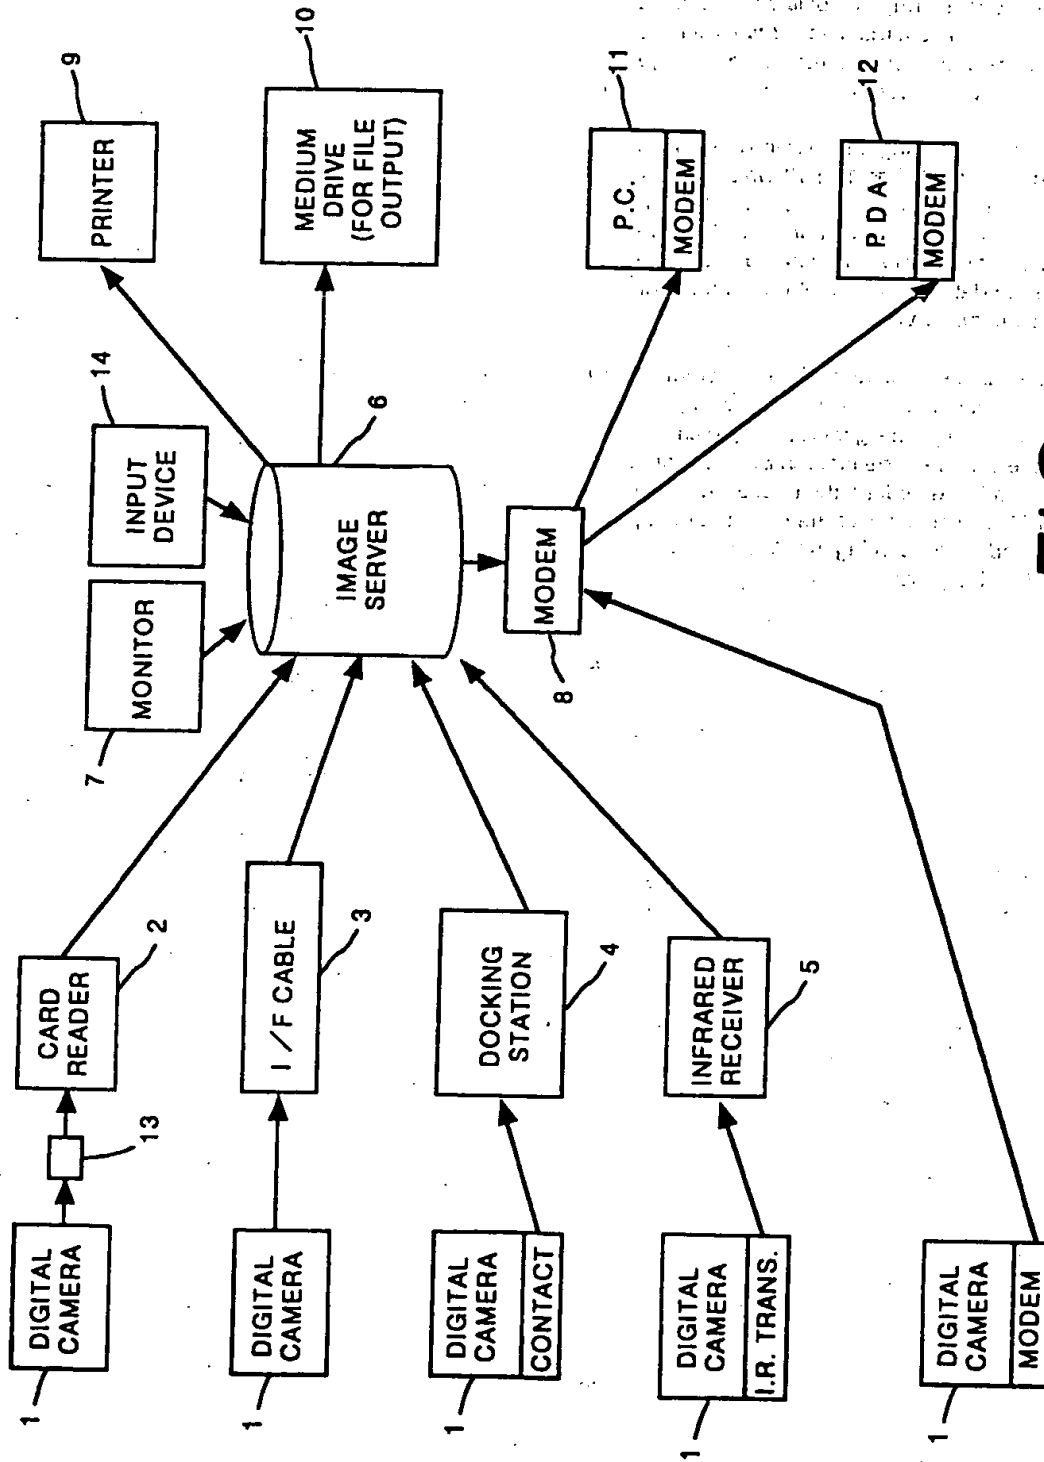 DIGITAL
CAMERA
1
13
CARD
READER
2
DIGITAL
CAMERA
1
I/F CABLE
3
DIGITAL
CAMERA
CONTACT
1
DOCKING
STATION
4
DIGITAL
CAMERA
I.R. TRANS.
1
INFRARED
RECEIVER
5
DIGITAL
CAMERA
MODEM
1
MONITOR
7
INPUT
DEVICE
14
IMAGE
SERVER
6
MODEM
8
PRINTER
9
MEDIUM
DRIVE
(FOR FILE
OUTPUT)
10
P.C.
MODEM
11
P D A
MODEM
12